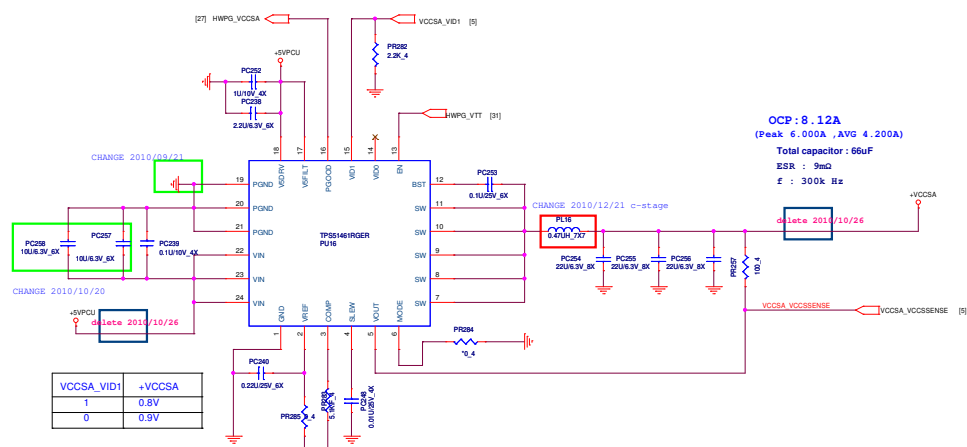 [27] HWPG_VCCSA
VCCSA_VID1 [5]
PR282
2.2K_4
+5VPCU
PC252
1U/10V_4X
PC238
2.2U/6.3V_6X
HWPG_VTT [31]
OCP:8.12A
(Peak 6.000A ,AVG 4.200A)
Total capacitor : 66uF
ESR : 9mΩ
f : 300k Hz
CHANGE 2010/09/21
18 17 16 15 14 13
V5DRV V5FILT PGOOD VID1 VID0 EN
19 PGND
20 PGND
21 PGND
22 VIN
23 VIN
24 VIN
BST 12
SW 11
SW 10
SW 9
SW 8
SW 7
TPS51461RGER
PU16
GND VREF COMP SLEW VOUT MODE
1 2 3 4 5 6
PC253
0.1U/25V_6X
CHANGE 2010/12/21 c-stage
PL16
0.47UH_7X7
+VCCSA
delete 2010/10/26
PC254
22U/6.3V_8X
PC255
22U/6.3V_8X
PC256
22U/6.3V_8X
PR257
100_4
PC258
10U/6.3V_6X
PC257
10U/6.3V_6X
PC239
0.1U/10V_4X
CHANGE 2010/10/20
+5VPCU
delete 2010/10/26
VCCSA_VCCSSENSE
VCCSA_VCCSSENSE [5]
PR284
*0_4
PC240
0.22U/25V_6X
5.1K/F_4
PC248
0.01U/25V_4X
PR285
VCCSA_VID1 +VCCSA
1 0.8V
0 0.9V